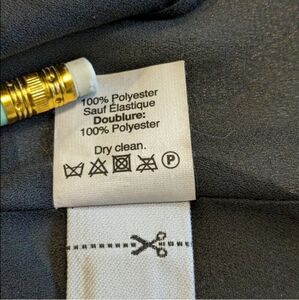 100% Polyester
Sauf Élastique
Doublure:
100% Polyester
Dry clean.
P